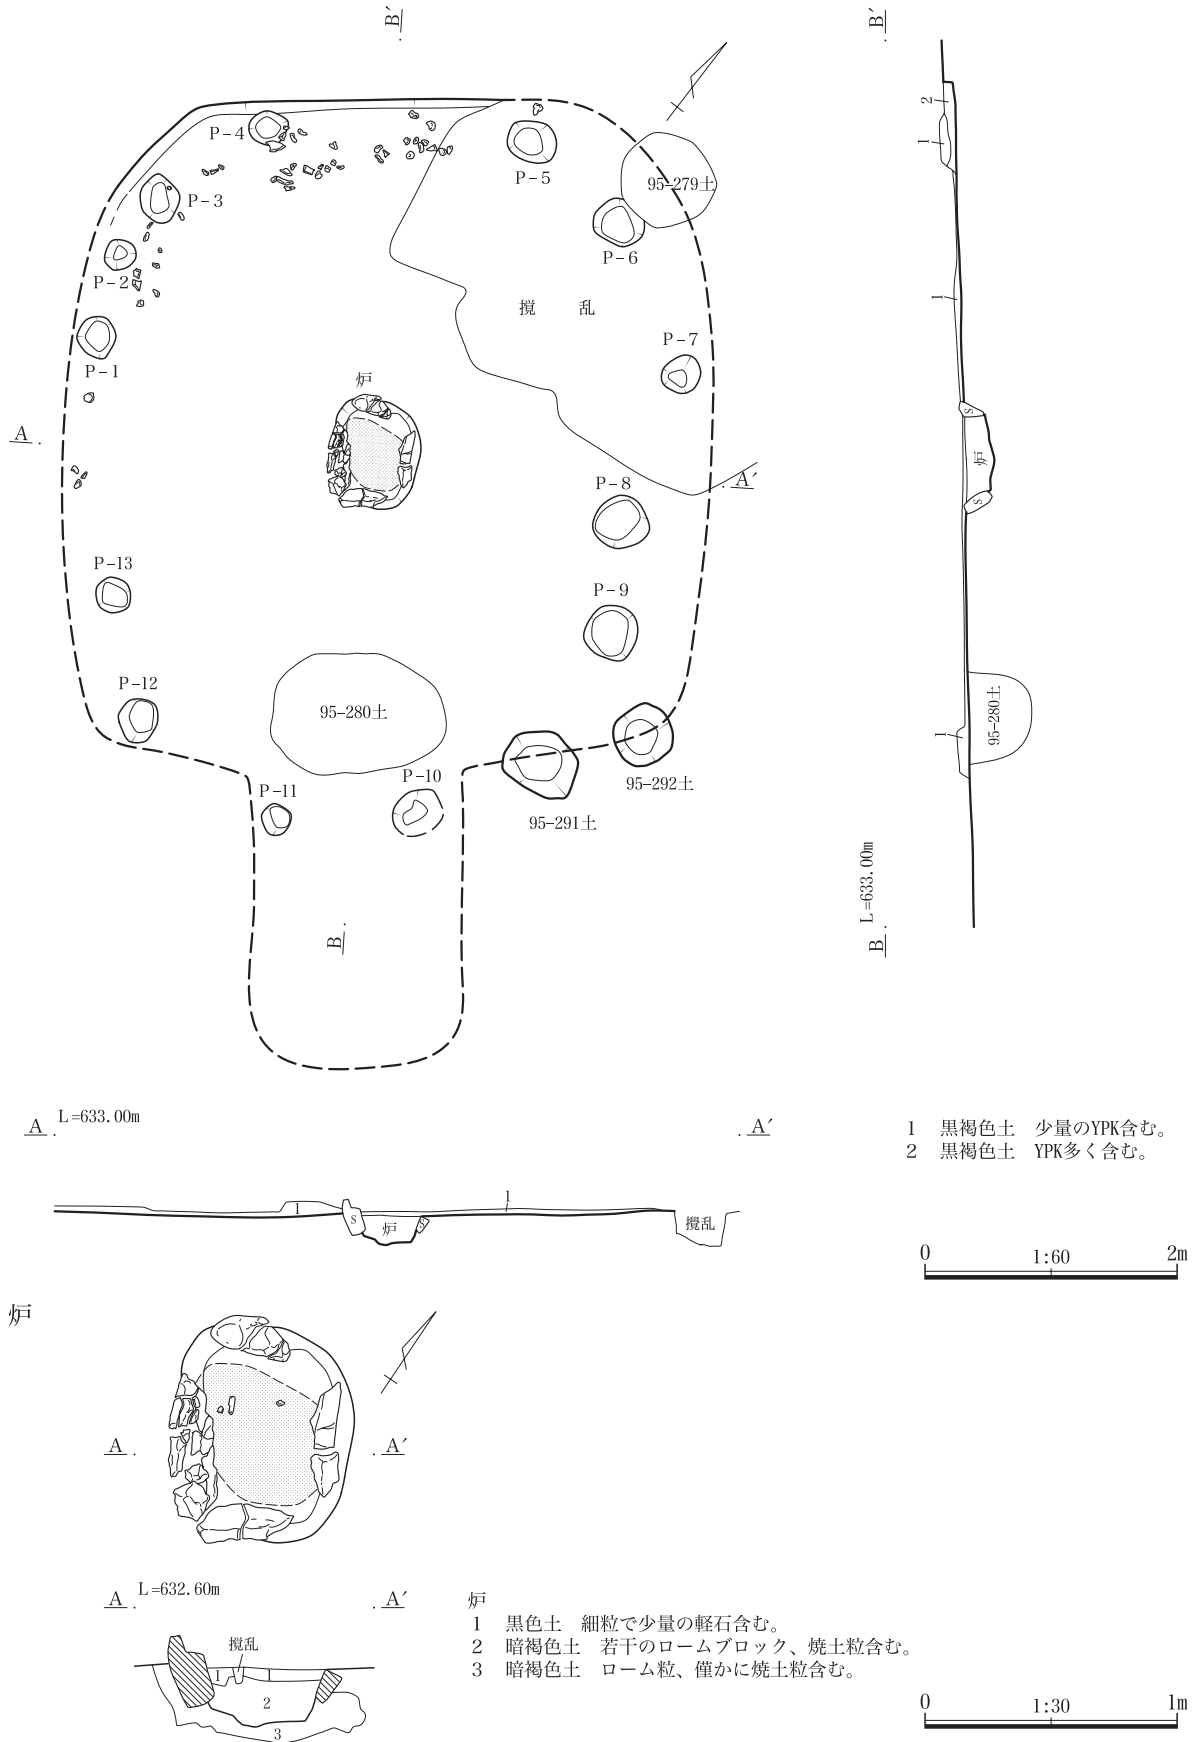 B′
B′
P-4
P-5
95-279土
P-3
P-6
P-2
2
1
1
攪 乱
P-7
P-1
炉
A
A′
S
炉
S
P-8
P-13
P-9
P-12
95-280土
95-280土
1
P-10
95-292土
P-11
95-291土
L=633.00m
B
B
A L=633.00m
A′
1 黒褐色土 少量のYPK含む。
2 黒褐色土 YPK多く含む。
1
1
S
炉
S
攪乱
0 1:60 2m
炉
A
A′
A L=632.60m
A′
炉
1 黒色土 細粒で少量の軽石含む。
2 暗褐色土 若干のロームブロック、焼土粒含む。
3 暗褐色土 ローム粒、僅かに焼土粒含む。
攪乱
1
1
2
3
0 1:30 1m